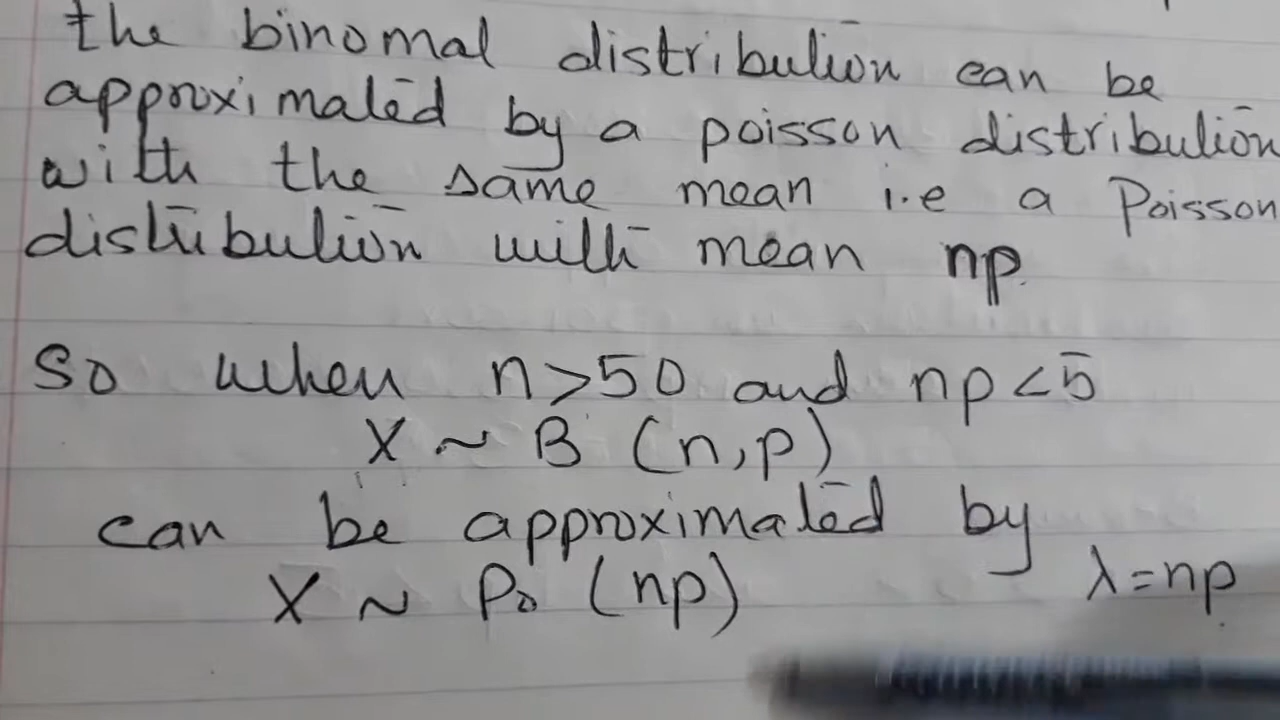 the binomal distribution can be
approximated by a poisson distribution
with the same mean i.e a Poisson
distribution with mean np
So when n>50 and np<5
X ~ B (n,p)
can be approximated by
X ~ Po (np) λ=np